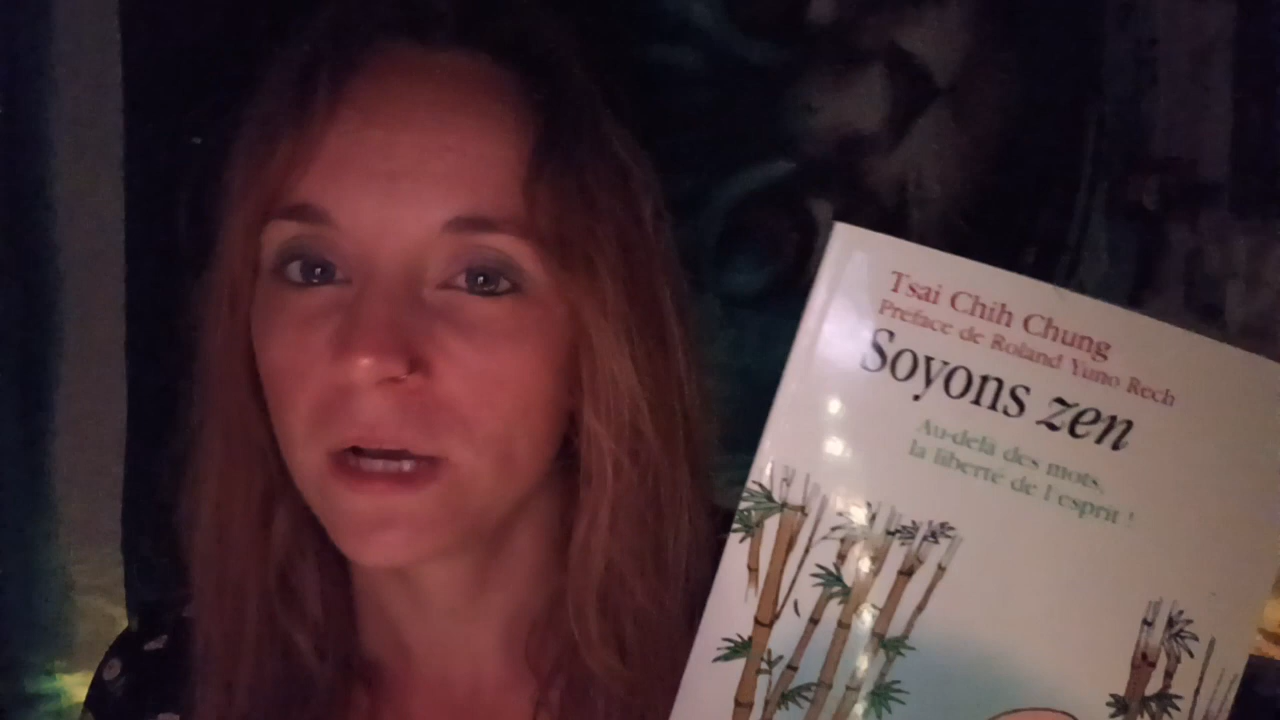 Tsai Chih Chung
Préface de Roland Yuno Rech
Soyons zen
Au-delà des mots,
la liberté de l'esprit !